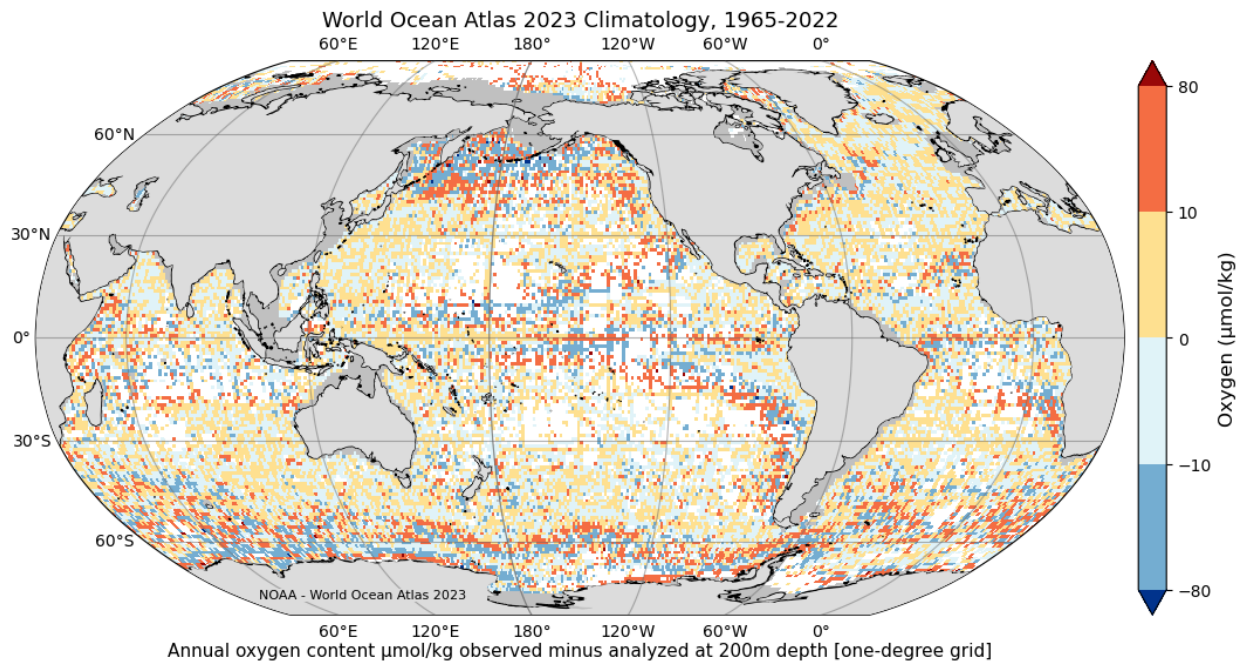 World Ocean Atlas 2023 Climatology, 1965-2022
60°E 120°E 180° 120°W 60°W 0°
80
60°N
10
30°N
0°
0
Oxygen (μmol/kg)
30°S
−10
60°S
−80
NOAA - World Ocean Atlas 2023
60°E 120°E 180° 120°W 60°W 0°
Annual oxygen content μmol/kg observed minus analyzed at 200m depth [one-degree grid]